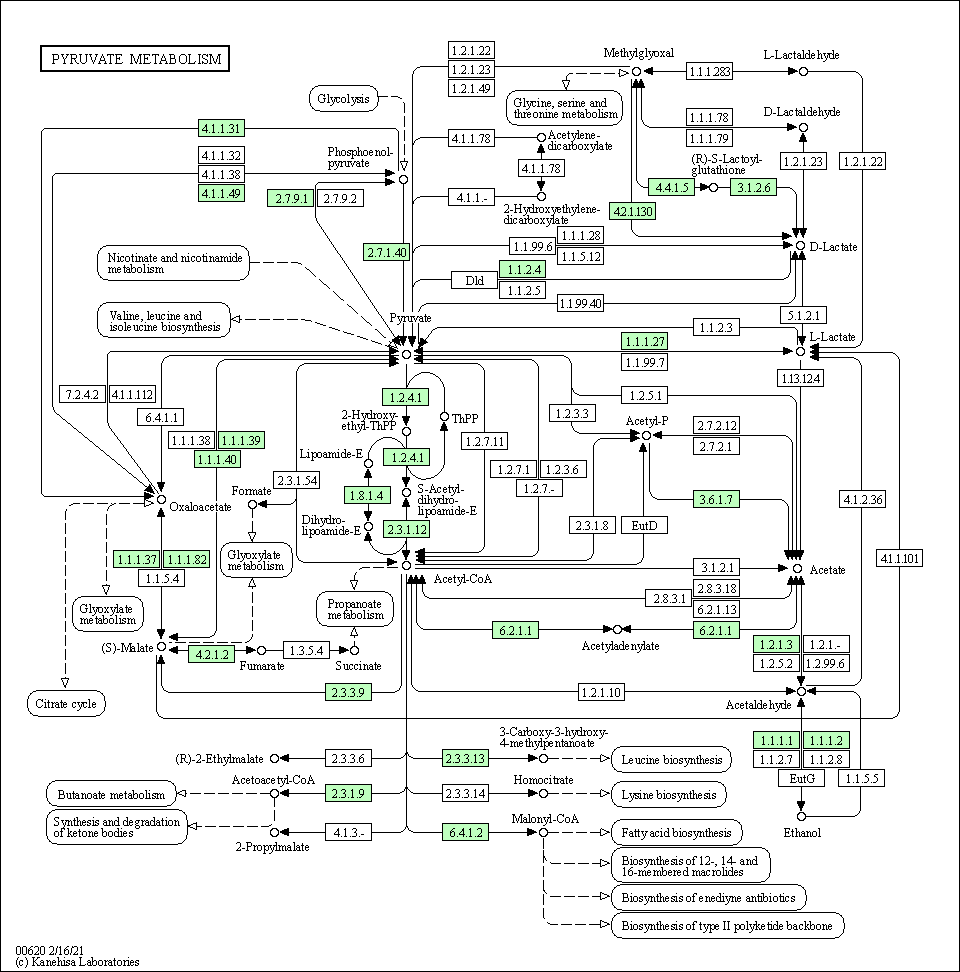 PYRUVATE METABOLISM
1.2.1.22
1.2.1.23
1.2.1.49
Methylglyoxal
1.1.1.283
L-Lactaldehyde
Glycolysis
Glycine, serine and
threonine metabolism
1.1.1.78
1.1.1.79
D-Lactaldehyde
4.1.1.31
4.1.1.32
4.1.1.38
4.1.1.49
Phosphoenol-
pyruvate
4.1.1.78
Acetylene-
dicarboxylate
4.1.1.78
(R)-S-Lactoyl-
glutathione
1.2.1.23
1.2.1.22
2.7.9.1
2.7.9.2
4.1.1.-
2-Hydroxyethylene-
dicarboxylate
4.4.1.5
3.1.2.6
4.2.1.130
2.7.1.40
1.1.99.6
1.1.1.28
1.1.5.12
D-Lactate
Nicotinate and nicotinamide
metabolism
Dld
1.1.2.4
1.1.2.5
1.1.99.40
Valine, leucine and
isoleucine biosynthesis
Pyruvate
5.1.2.1
1.1.2.3
L-Lactate
1.1.1.27
1.1.99.7
1.13.12.4
7.2.4.2
4.1.1.112
6.4.1.1
1.2.4.1
2-Hydroxy-
ethyl-ThPP
ThPP
1.2.3.3
1.2.5.1
Acetyl-P
2.7.2.12
2.7.2.1
1.1.1.38
1.1.1.39
1.1.1.40
Lipoamide-E
1.2.4.1
1.2.7.11
1.2.7.1
1.2.3.6
1.2.7.-
2.3.1.54
Formate
1.8.1.4
S-Acetyl-
dihydro-
lipoamide-E
3.6.1.7
4.1.2.36
Oxaloacetate
Dihydro-
lipoamide-E
2.3.1.12
2.3.1.8
EutD
1.1.1.37
1.1.1.82
1.1.5.4
Glyoxylate
metabolism
Acetyl-CoA
3.1.2.1
Acetate
4.1.1.101
Glyoxylate
metabolism
Propanoate
metabolism
2.8.3.1
2.8.3.18
6.2.1.13
6.2.1.1
Acetyladenylate
6.2.1.1
(S)-Malate
4.2.1.2
Fumarate
1.3.5.4
Succinate
1.2.1.3
1.2.1.-
1.2.5.2
1.2.99.6
Citrate cycle
2.3.3.9
1.2.1.10
Acetaldehyde
(R)-2-Ethylmalate
2.3.3.6
2.3.3.13
3-Carboxy-3-hydroxy-
4-methylpentanoate
Leucine biosynthesis
1.1.1.1
1.1.1.2
1.1.2.7
1.1.2.8
EutG
1.1.5.5
Ethanol
Butanoate metabolism
Acetoacetyl-CoA
2.3.1.9
2.3.3.14
Homocitrate
Lysine biosynthesis
Synthesis and degradation
of ketone bodies
2-Propylmalate
4.1.3.-
6.4.1.2
Malonyl-CoA
Fatty acid biosynthesis
Biosynthesis of 12-, 14- and
16-membered macrolides
Biosynthesis of enediyne antibiotics
Biosynthesis of type II polyketide backbone
00620 2/16/21
(c) Kanehisa Laboratories